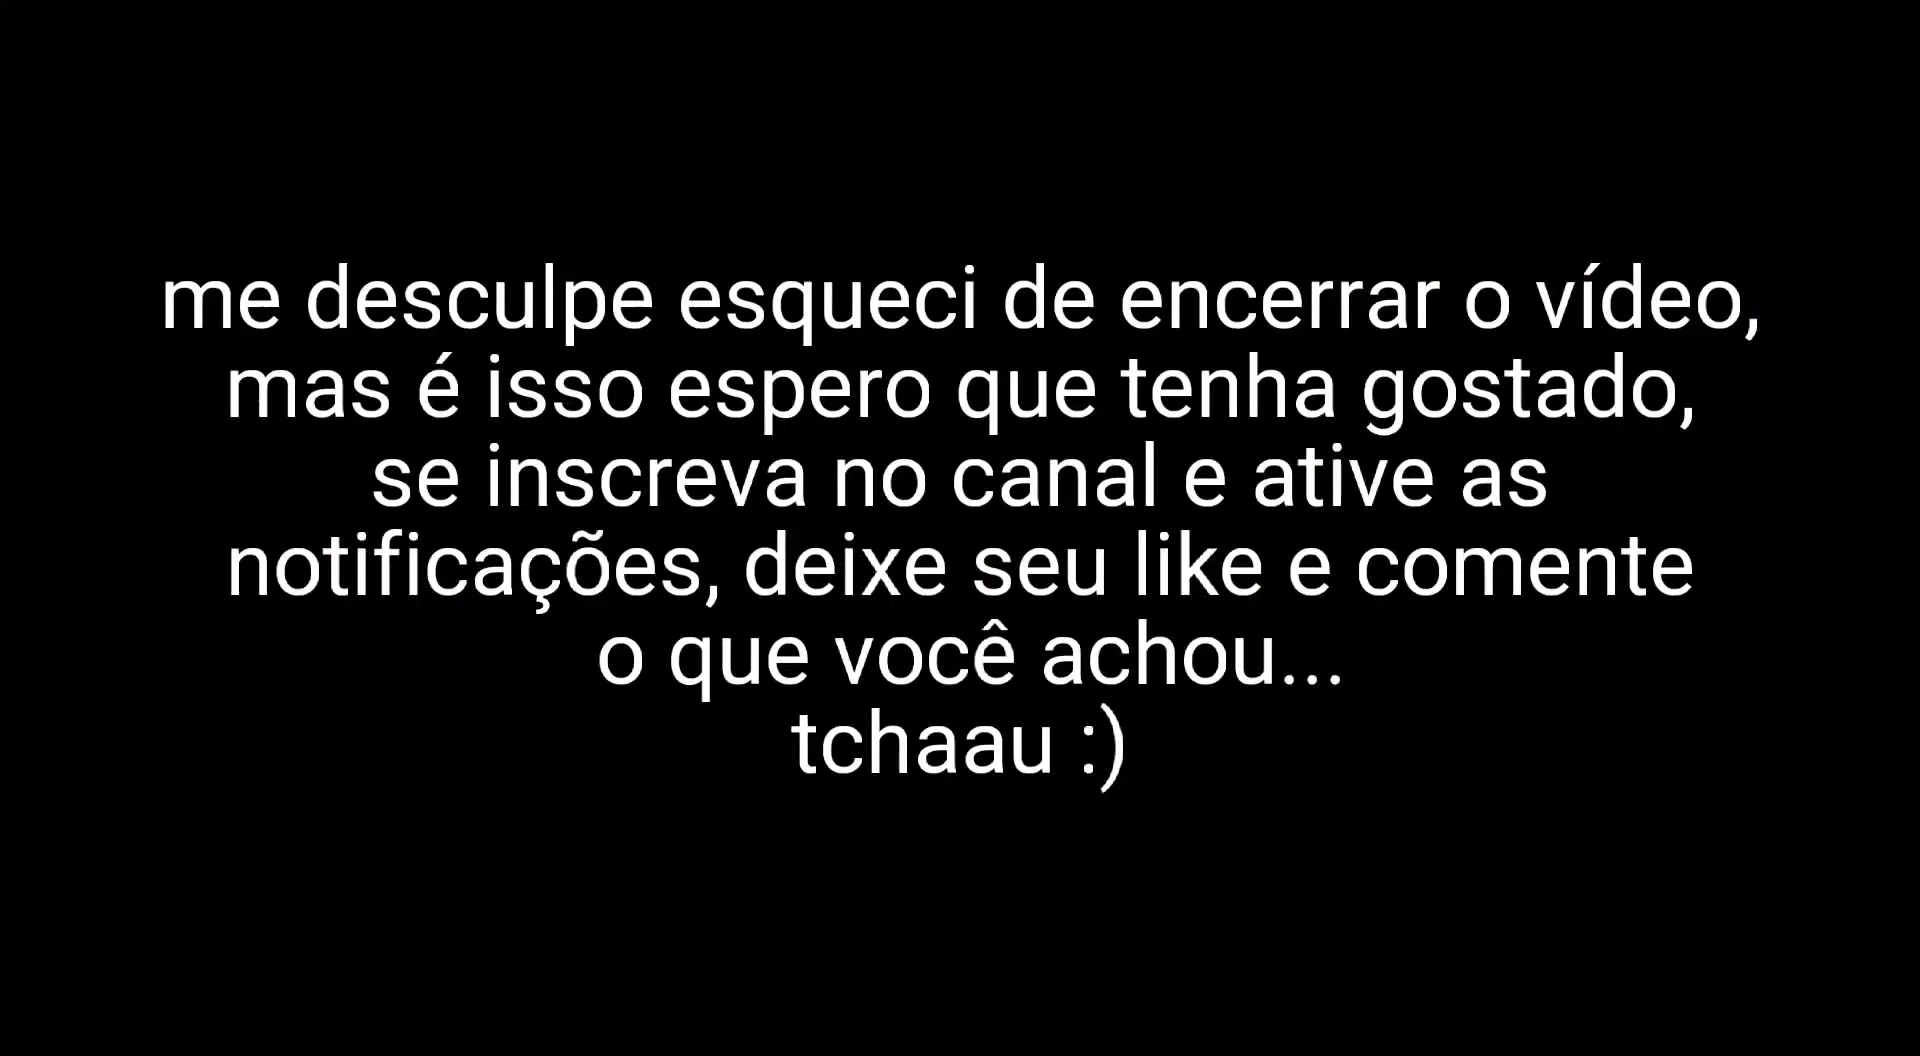 me desculpe esqueci de encerrar o vídeo,
mas é isso espero que tenha gostado,
se inscreva no canal e ative as
notificações, deixe seu like e comente
o que você achou...
tchaau :)